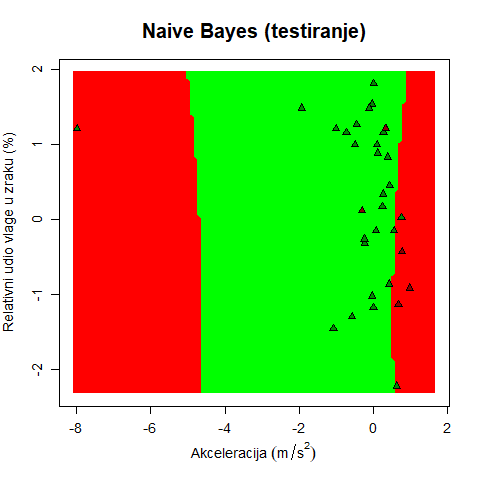 Naive Bayes (testiranje)
Relativni udio vlage u zraku (%)
2
1
0
-1
-2
-8 -6 -4 -2 0 2
Akceleracija (m/s²)